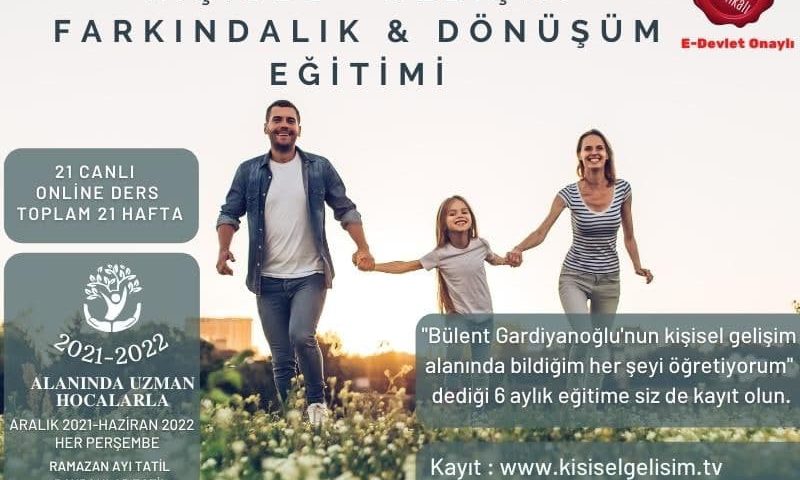 FARKINDALIK & DÖNÜŞÜM
EĞİTİMİ
E-Devlet Onaylı
21 CANLI
ONLINE DERS
TOPLAM 21 HAFTA
2021-2022
ALANINDA UZMAN
HOCALARLA
ARALIK 2021-HAZIRAN 2022
HER PERŞEMBE
RAMAZAN AYI TATİL
"Bülent Gardiyanoğlu'nun kişisel gelişim
alanında bildiğim her şeyi öğretiyorum"
dediği 6 aylık eğitime siz de kayıt olun.
Kayıt : www.kisiselgelisim.tv